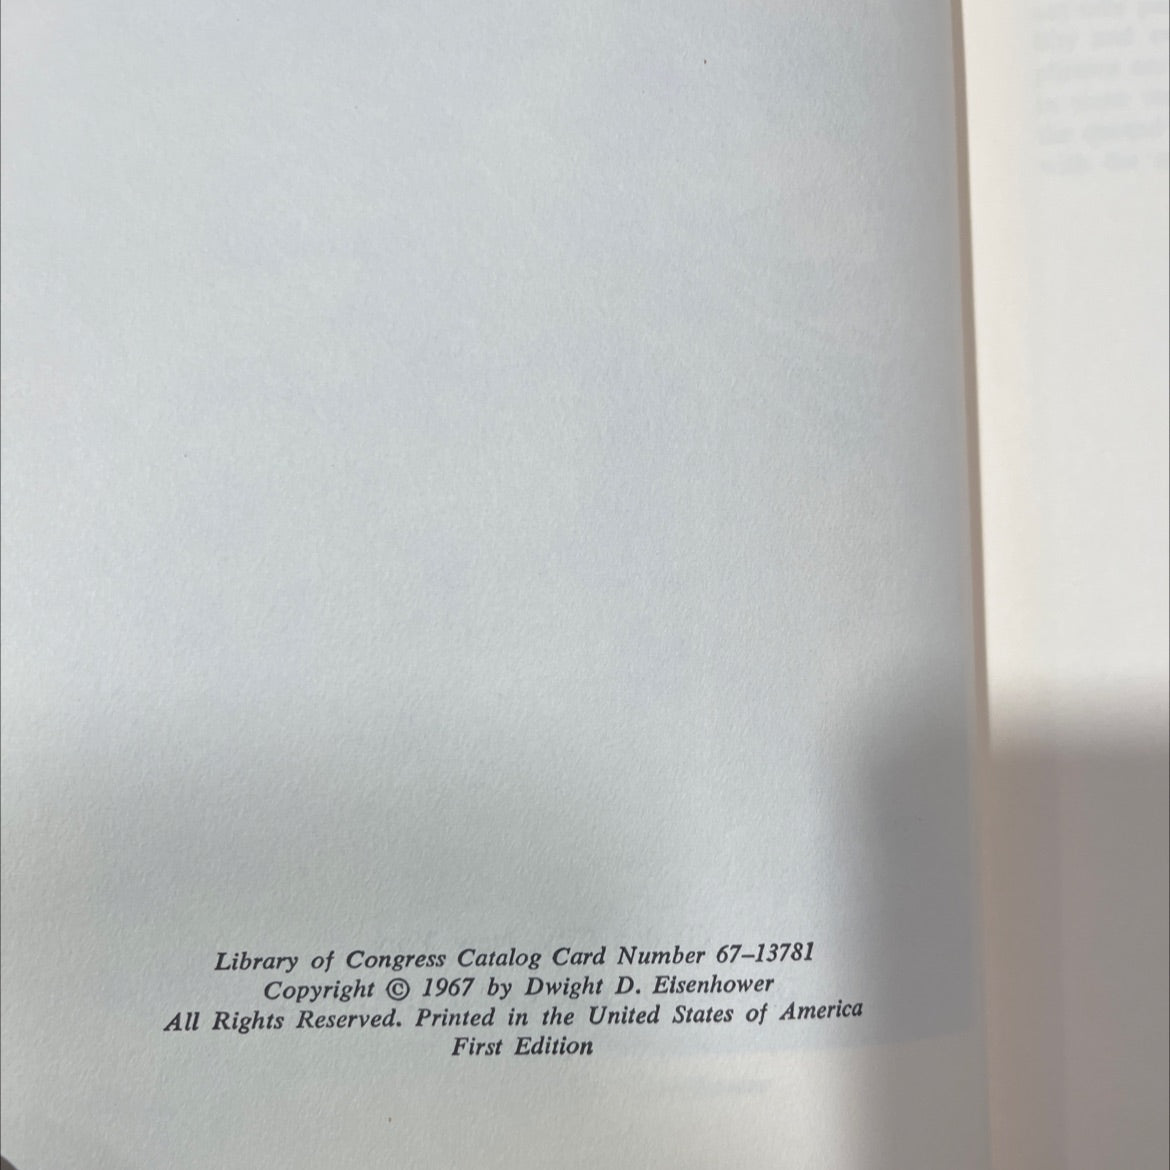 Library of Congress Catalog Card Number 67–13781
Copyright © 1967 by Dwight D. Eisenhower
All Rights Reserved. Printed in the United States of America
First Edition